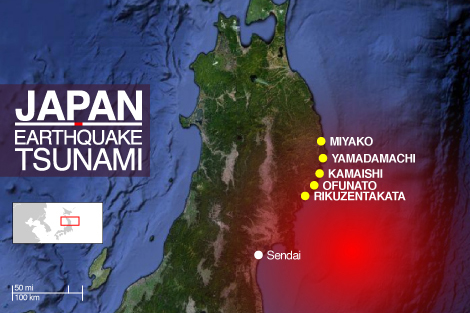 JAPAN
EARTHQUAKE
TSUNAMI
MIYAKO
YAMADAMACHI
KAMAISHI
OFUNATO
RIKUZENTAKATA
Sendai
50 mi
100 km